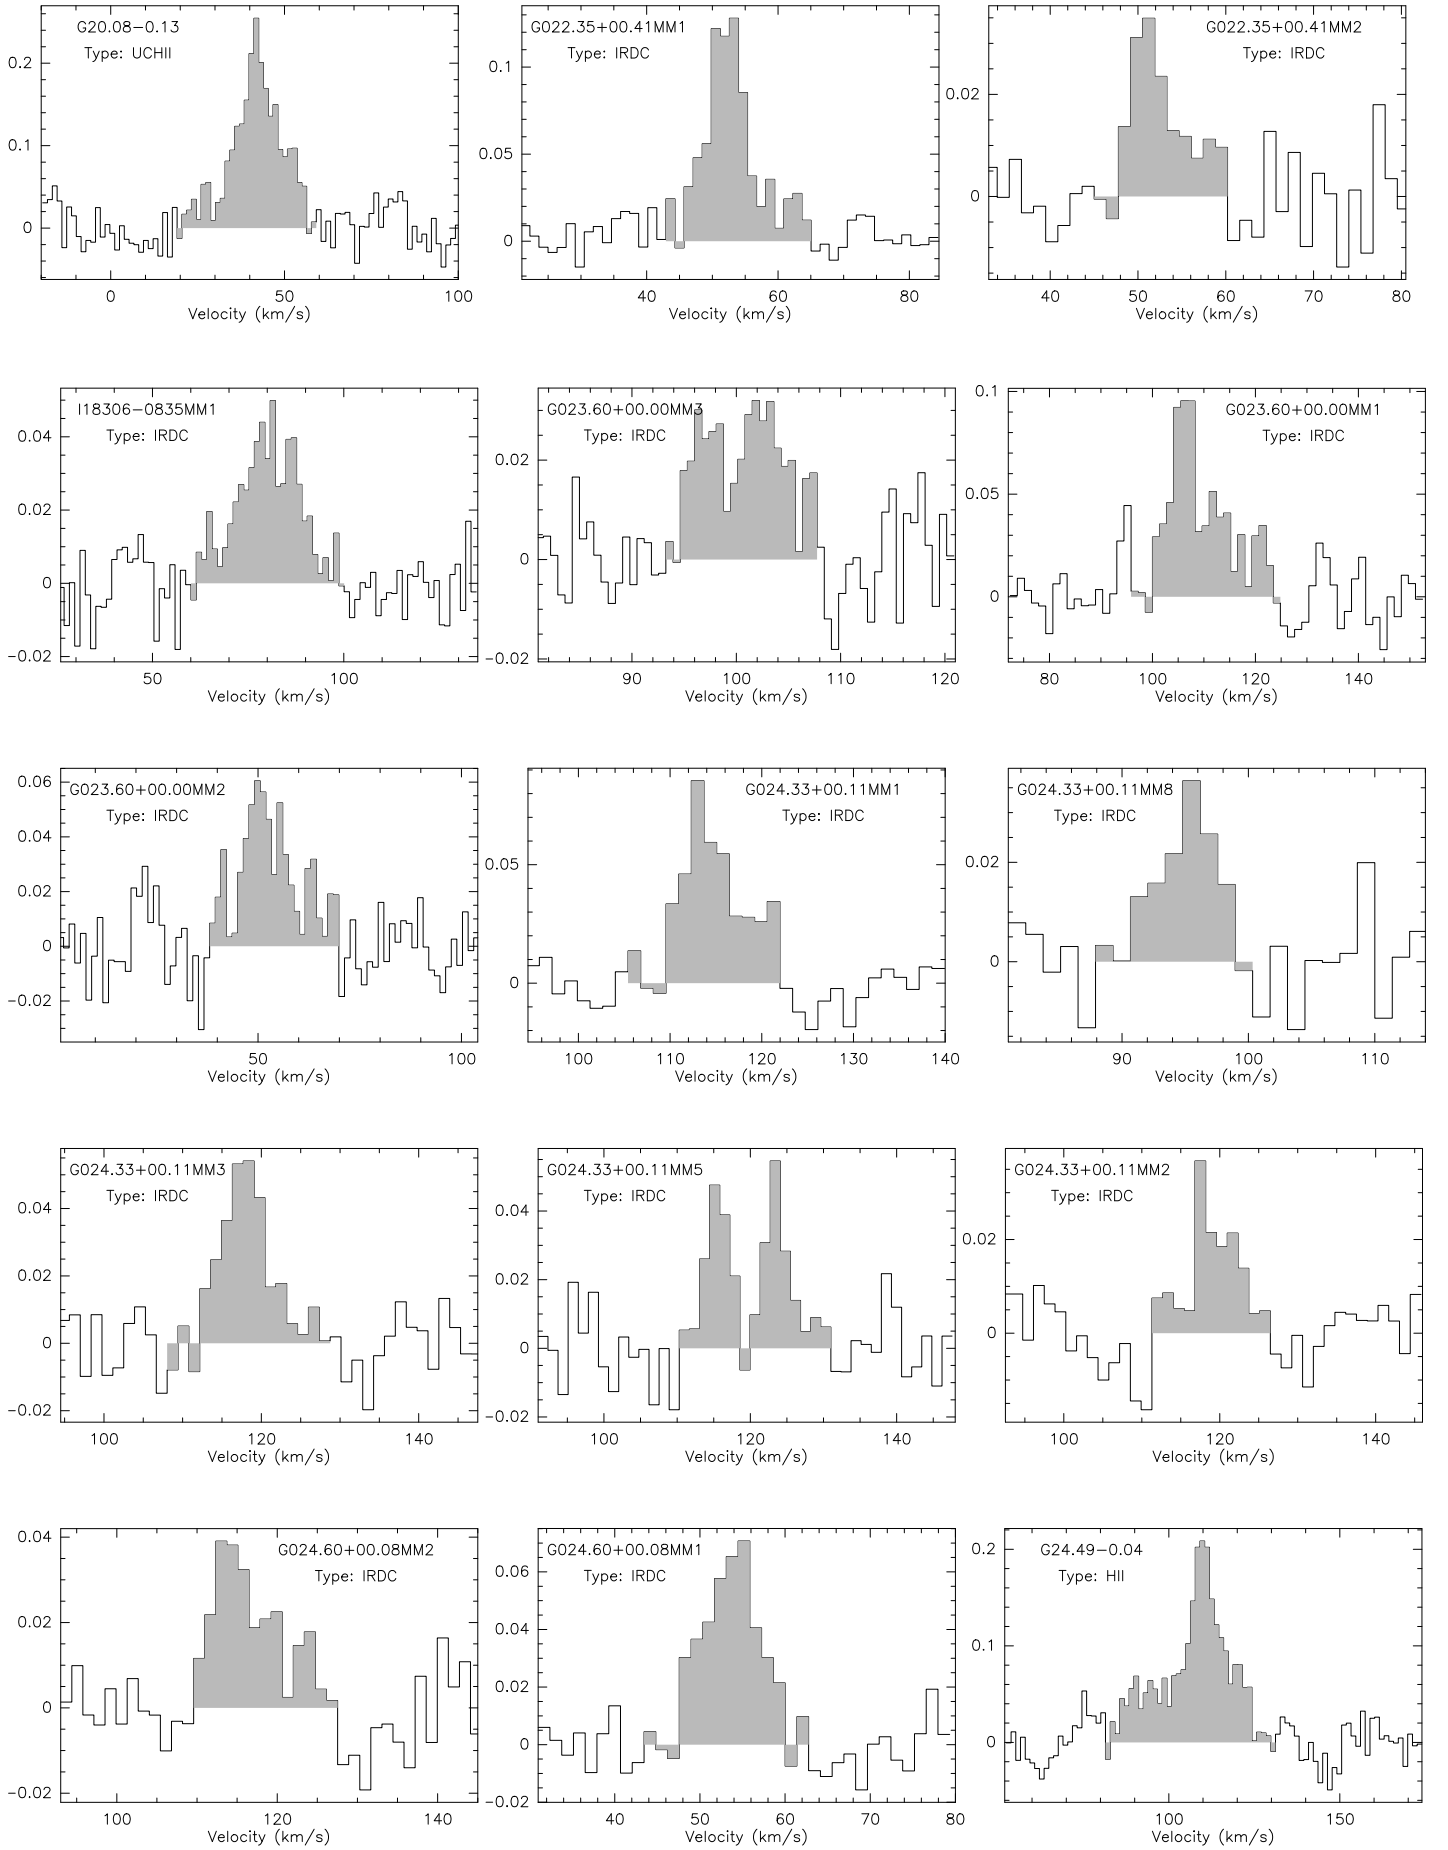 G20.08−0.13
Type: UCHII
0.2
0.1
0
0 50 100
Velocity (km/s)
G022.35+00.41MM1
Type: IRDC
0.1
0.05
0
40 60 80
Velocity (km/s)
G022.35+00.41MM2
Type: IRDC
0.02
0
40 50 60 70 80
Velocity (km/s)
I18306−0835MM1
Type: IRDC
0.04
0.02
0
−0.02
50 100
Velocity (km/s)
G023.60+00.00MM3
Type: IRDC
0.02
0
−0.02
90 100 110 120
Velocity (km/s)
G023.60+00.00MM1
Type: IRDC
0.1
0.05
0
80 100 120 140
Velocity (km/s)
G023.60+00.00MM2
Type: IRDC
0.06
0.04
0.02
0
−0.02
50 100
Velocity (km/s)
G024.33+00.11MM1
Type: IRDC
0.05
0
100 110 120 130 140
Velocity (km/s)
G024.33+00.11MM8
Type: IRDC
0.02
0
90 100 110
Velocity (km/s)
G024.33+00.11MM3
Type: IRDC
0.04
0.02
0
−0.02
100 120 140
Velocity (km/s)
G024.33+00.11MM5
Type: IRDC
0.04
0.02
0
−0.02
100 120 140
Velocity (km/s)
G024.33+00.11MM2
Type: IRDC
0.02
0
100 120 140
Velocity (km/s)
G024.60+00.08MM2
Type: IRDC
0.04
0.02
0
−0.02
100 120 140
Velocity (km/s)
G024.60+00.08MM1
Type: IRDC
0.06
0.04
0.02
0
−0.02
40 50 60 70 80
Velocity (km/s)
G24.49−0.04
Type: HII
0.2
0.1
0
100 150
Velocity (km/s)